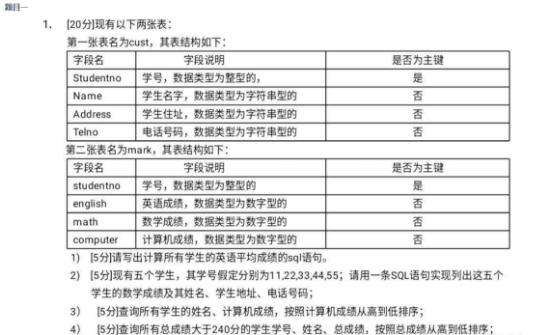 题目一
1. [20分]现有以下两张表：
第一张表名为cust，其表结构如下：
字段名 字段说明 是否为主键
Studentno 学号，数据类型为整型的， 是
Name 学生名字，数据类型为字符串型的 否
Address 学生住址，数据类型为字符串型的 否
Telno 电话号码，数据类型为字符串型的 否
第二张表名为mark，其表结构如下：
字段名 字段说明 是否为主键
studentno 学号，数据类型为整型的 是
english 英语成绩，数据类型为数字型的 否
math 数学成绩，数据类型为数字型的 否
computer 计算机成绩，数据类型为数字型的 否
1) [5分]请写出计算所有学生的英语平均成绩的sql语句。
2) [5分]现有五个学生，其学号假定分别为11,22,33,44,55；请用一条SQL语句实现列出这五个
学生的数学成绩及其姓名、学生地址、电话号码；
3) [5分]查询所有学生的姓名、计算机成绩，按照计算机成绩从高到低排序；
4) [5分]查询所有总成绩大于240分的学生学号、姓名、总成绩，按照总成绩从高到低排序；